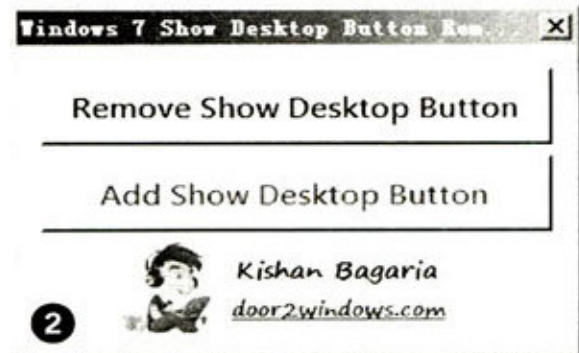 Windows 7 Show Desktop Button Rem...
Remove Show Desktop Button
Add Show Desktop Button
Kishan Bagaria
door2windows.com
2